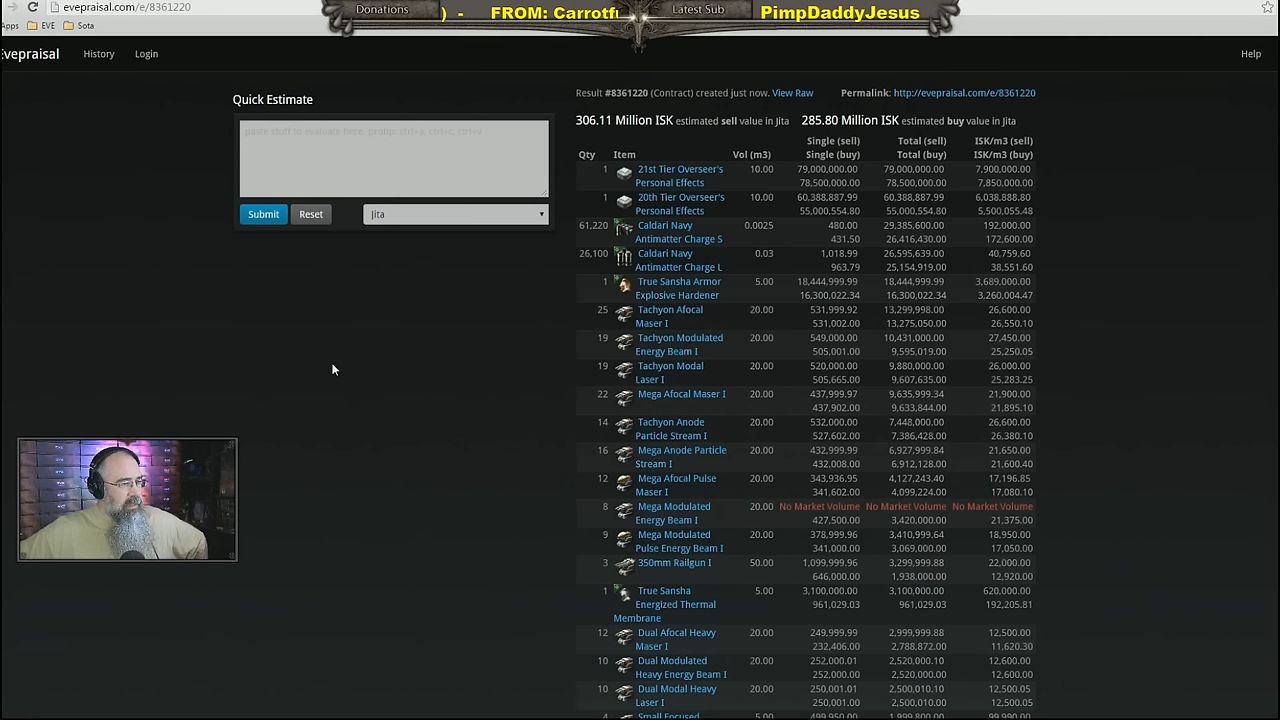 evepraisal.com/e/8361220
Apps EVE Sota
Donations
) - FROM: Carrotfu
Latest Sub
PimpDaddyJesus
Evepraisal History Login Help
Quick Estimate
paste stuff to evaluate here. protip: ctrl+a, ctrl+c, ctrl+v
Submit Reset Jita
Result #8361220 (Contract) created just now. View Raw Permalink: http://evepraisal.com/e/8361220
306.11 Million ISK estimated sell value in Jita 285.80 Million ISK estimated buy value in Jita
Single (sell) Total (sell) ISK/m3 (sell)
Qty Item Vol (m3) Single (buy) Total (buy) ISK/m3 (buy)
1 21st Tier Overseer's 10.00 79,000,000.00 79,000,000.00 7,900,000.00
Personal Effects 78,500,000.00 78,500,000.00 7,850,000.00
1 20th Tier Overseer's 10.00 60,388,887.99 60,388,887.99 6,038,888.80
Personal Effects 55,000,554.80 55,000,554.80 5,500,055.48
61,220 Caldari Navy 0.0025 480.00 29,385,600.00 192,000.00
Antimatter Charge S 431.50 26,416,430.00 172,600.00
26,100 Caldari Navy 0.03 1,018.99 26,595,639.00 40,759.60
Antimatter Charge L 963.79 25,154,919.00 38,551.60
1 True Sansha Armor 5.00 18,444,999.99 18,444,999.99 3,689,000.00
Explosive Hardener 16,300,022.34 16,300,022.34 3,260,004.47
25 Tachyon Afocal 20.00 531,999.92 13,299,998.00 26,600.00
Maser I 531,002.00 13,275,050.00 26,550.10
19 Tachyon Modulated 20.00 549,000.00 10,431,000.00 27,450.00
Energy Beam I 505,001.00 9,595,019.00 25,250.05
19 Tachyon Modal 20.00 520,000.00 9,880,000.00 26,000.00
Laser I 505,665.00 9,607,635.00 25,283.25
22 Mega Afocal Maser I 20.00 437,999.97 9,635,999.34 21,900.00
437,902.00 9,633,844.00 21,895.10
14 Tachyon Anode 20.00 532,000.00 7,448,000.00 26,600.00
Particle Stream I 527,602.00 7,386,428.00 26,380.10
16 Mega Anode Particle 20.00 432,999.99 6,927,999.84 21,650.00
Stream I 432,008.00 6,912,128.00 21,600.40
12 Mega Afocal Pulse 20.00 343,936.95 4,127,243.40 17,196.85
Maser I 341,602.00 4,099,224.00 17,080.10
8 Mega Modulated 20.00 No Market Volume No Market Volume No Market Volume
Energy Beam I 427,500.00 3,420,000.00 21,375.00
9 Mega Modulated 20.00 378,999.96 3,410,999.64 18,950.00
Pulse Energy Beam I 341,000.00 3,069,000.00 17,050.00
3 350mm Railgun I 50.00 1,099,999.96 3,299,999.88 22,000.00
646,000.00 1,938,000.00 12,920.00
1 True Sansha 5.00 3,100,000.00 3,100,000.00 620,000.00
Energized Thermal 961,029.03 961,029.03 192,205.81
Membrane
12 Dual Afocal Heavy 20.00 249,999.99 2,999,999.88 12,500.00
Maser I 232,406.00 2,788,872.00 11,620.30
10 Dual Modulated 20.00 252,000.01 2,520,000.10 12,600.00
Heavy Energy Beam I 252,000.00 2,520,000.00 12,600.00
10 Dual Modal Heavy 20.00 250,001.01 2,500,010.10 12,500.05
Laser I 250,001.00 2,500,010.00 12,500.05
4 Small Focused 5.00 499,950.00 1,999,800.00 99,990.00